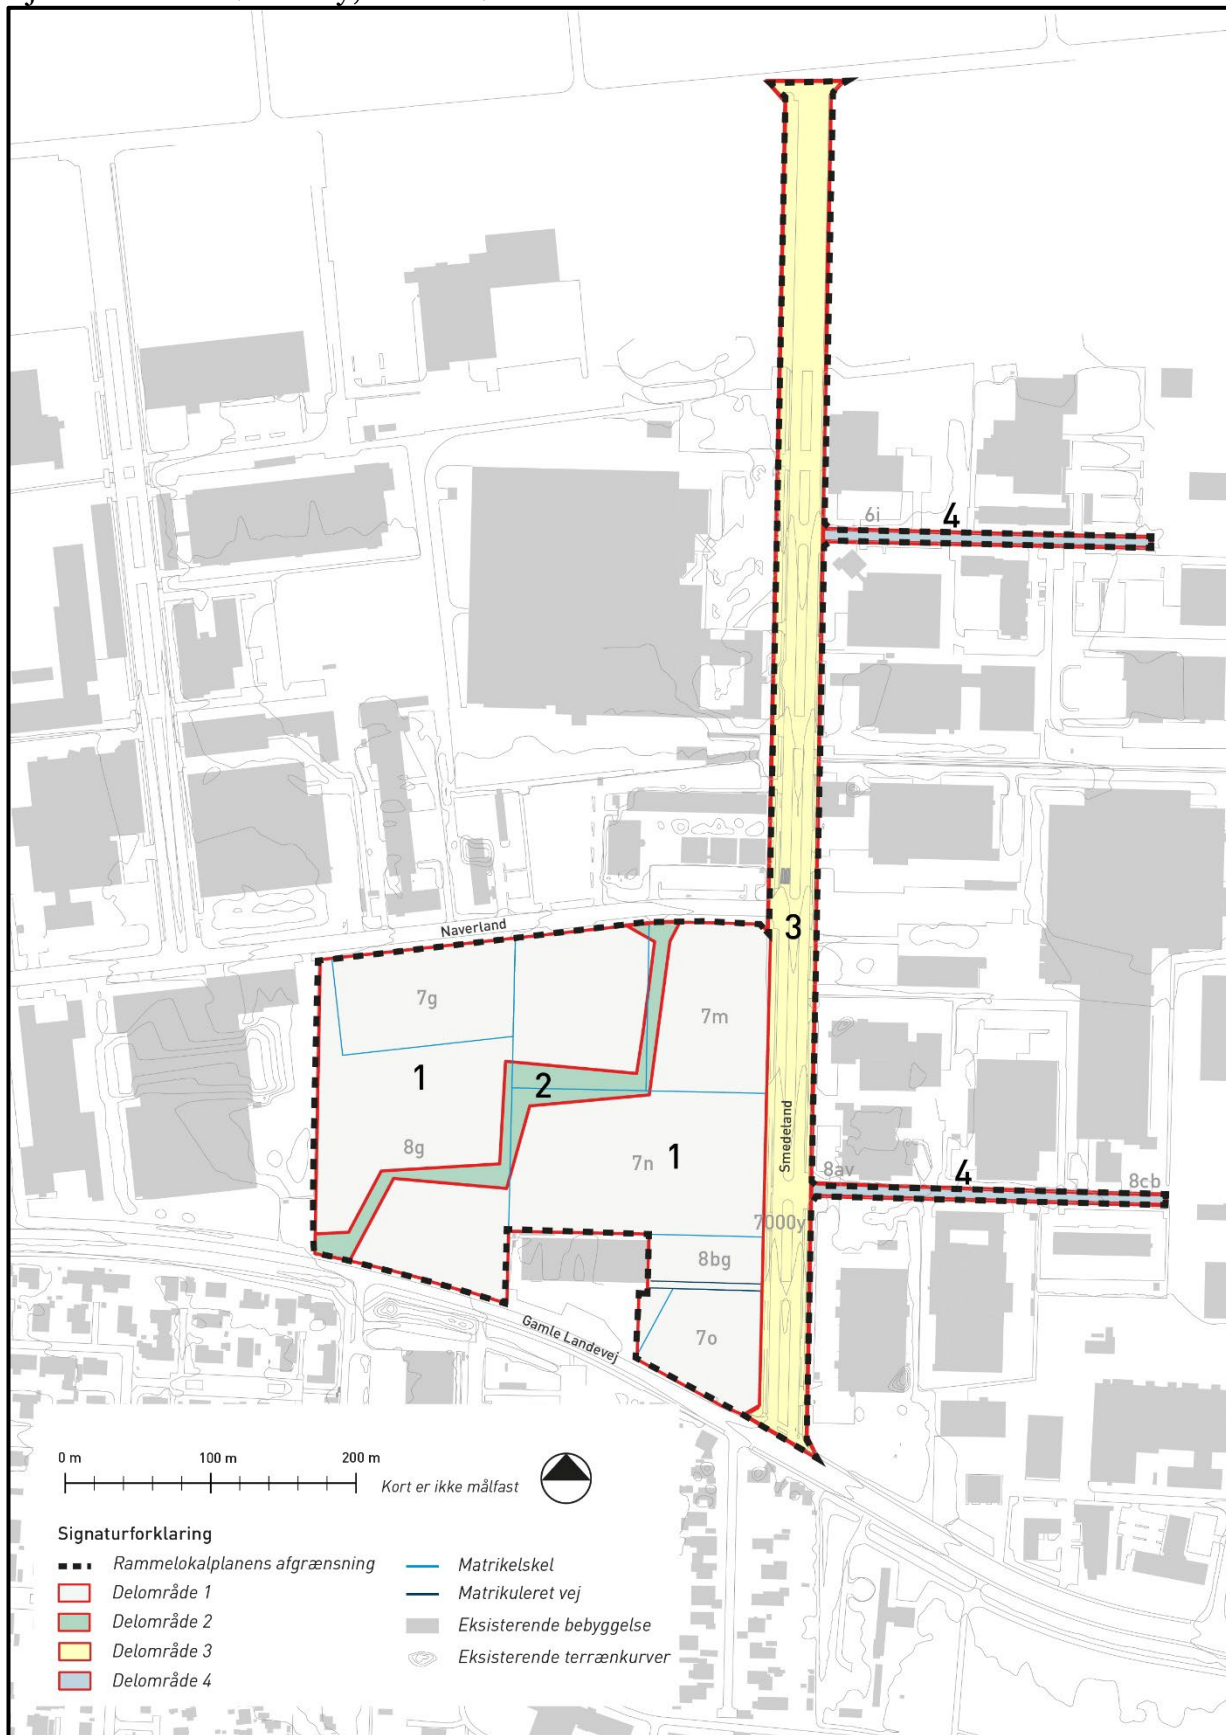 6i
4
3
Naverland
7g
7m
1
2
8g
7n
1
Smedeland
8av
4
8cb
7000y
8bg
Gamle Landevej
7o
0 m 100 m 200 m
Kort er ikke målfast
Signaturforklaring
Rammelokalplanens afgrænsning
Delområde 1
Delområde 2
Delområde 3
Delområde 4
Matrikelskel
Matrikuleret vej
Eksisterende bebyggelse
Eksisterende terrænkurver